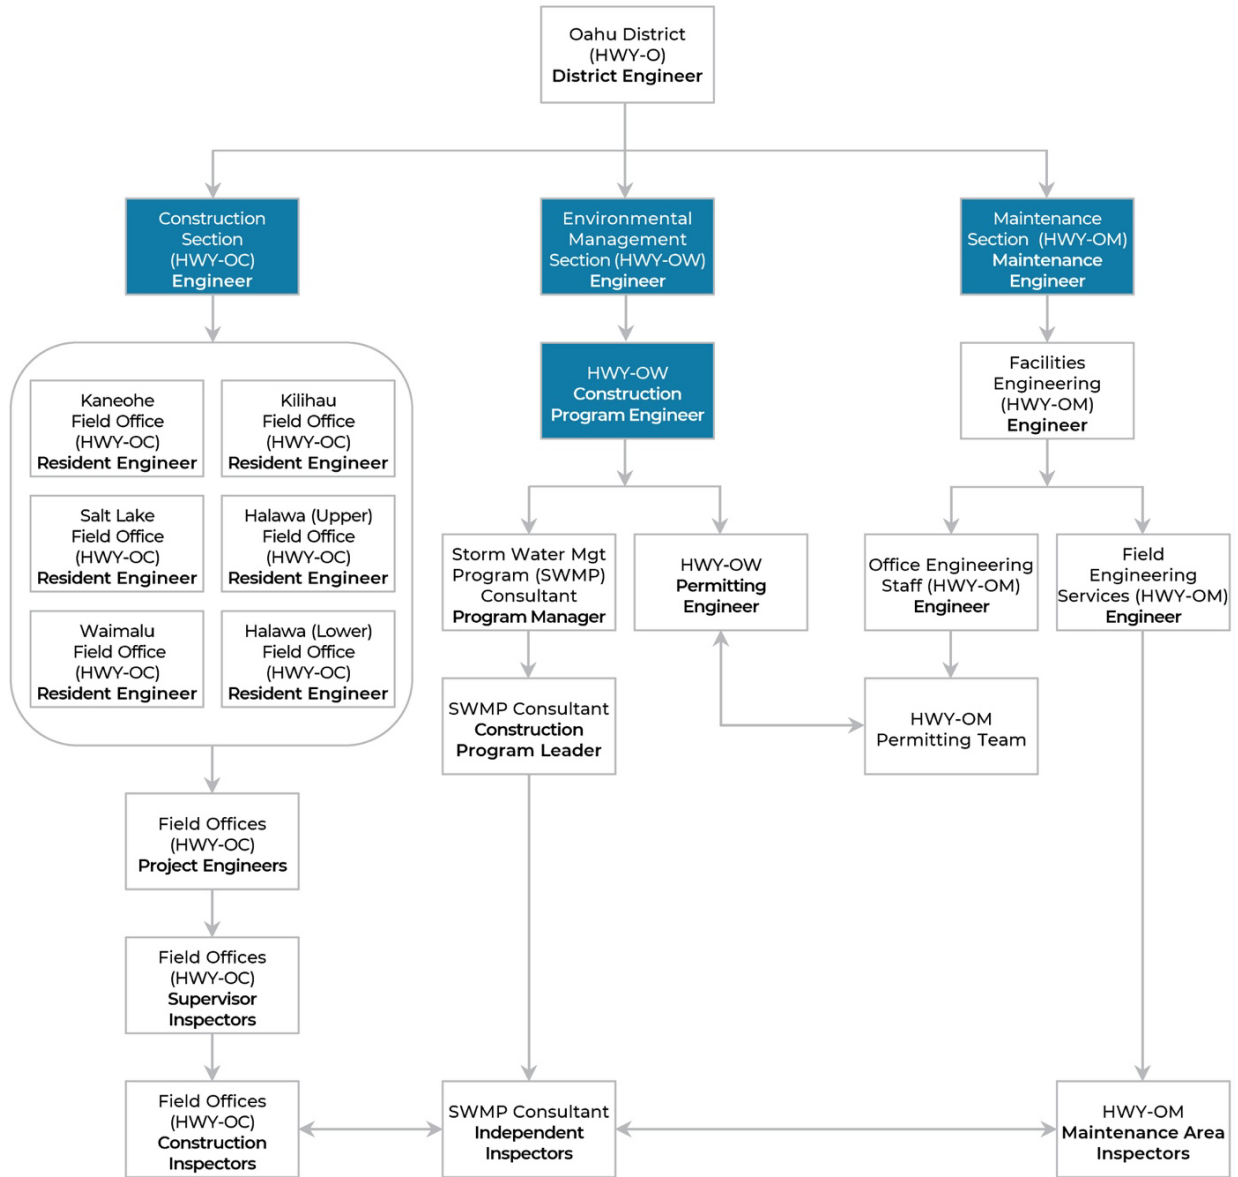 Oahu District
(HWY-O)
District Engineer
Construction
Section
(HWY-OC)
Engineer
Environmental
Management
Section (HWY-OW)
Engineer
Maintenance
Section (HWY-OM)
Maintenance
Engineer
Kaneohe
Field Office
(HWY-OC)
Resident Engineer
Kilihau
Field Office
(HWY-OC)
Resident Engineer
Salt Lake
Field Office
(HWY-OC)
Resident Engineer
Halawa (Upper)
Field Office
(HWY-OC)
Resident Engineer
Waimalu
Field Office
(HWY-OC)
Resident Engineer
Halawa (Lower)
Field Office
(HWY-OC)
Resident Engineer
HWY-OW
Construction
Program Engineer
Facilities
Engineering
(HWY-OM)
Engineer
Storm Water Mgt
Program (SWMP)
Consultant
Program Manager
HWY-OW
Permitting
Engineer
Office Engineering
Staff (HWY-OM)
Engineer
Field
Engineering
Services (HWY-OM)
Engineer
SWMP Consultant
Construction
Program Leader
HWY-OM
Permitting Team
Field Offices
(HWY-OC)
Project Engineers
Field Offices
(HWY-OC)
Supervisor
Inspectors
Field Offices
(HWY-OC)
Construction
Inspectors
SWMP Consultant
Independent
Inspectors
HWY-OM
Maintenance Area
Inspectors